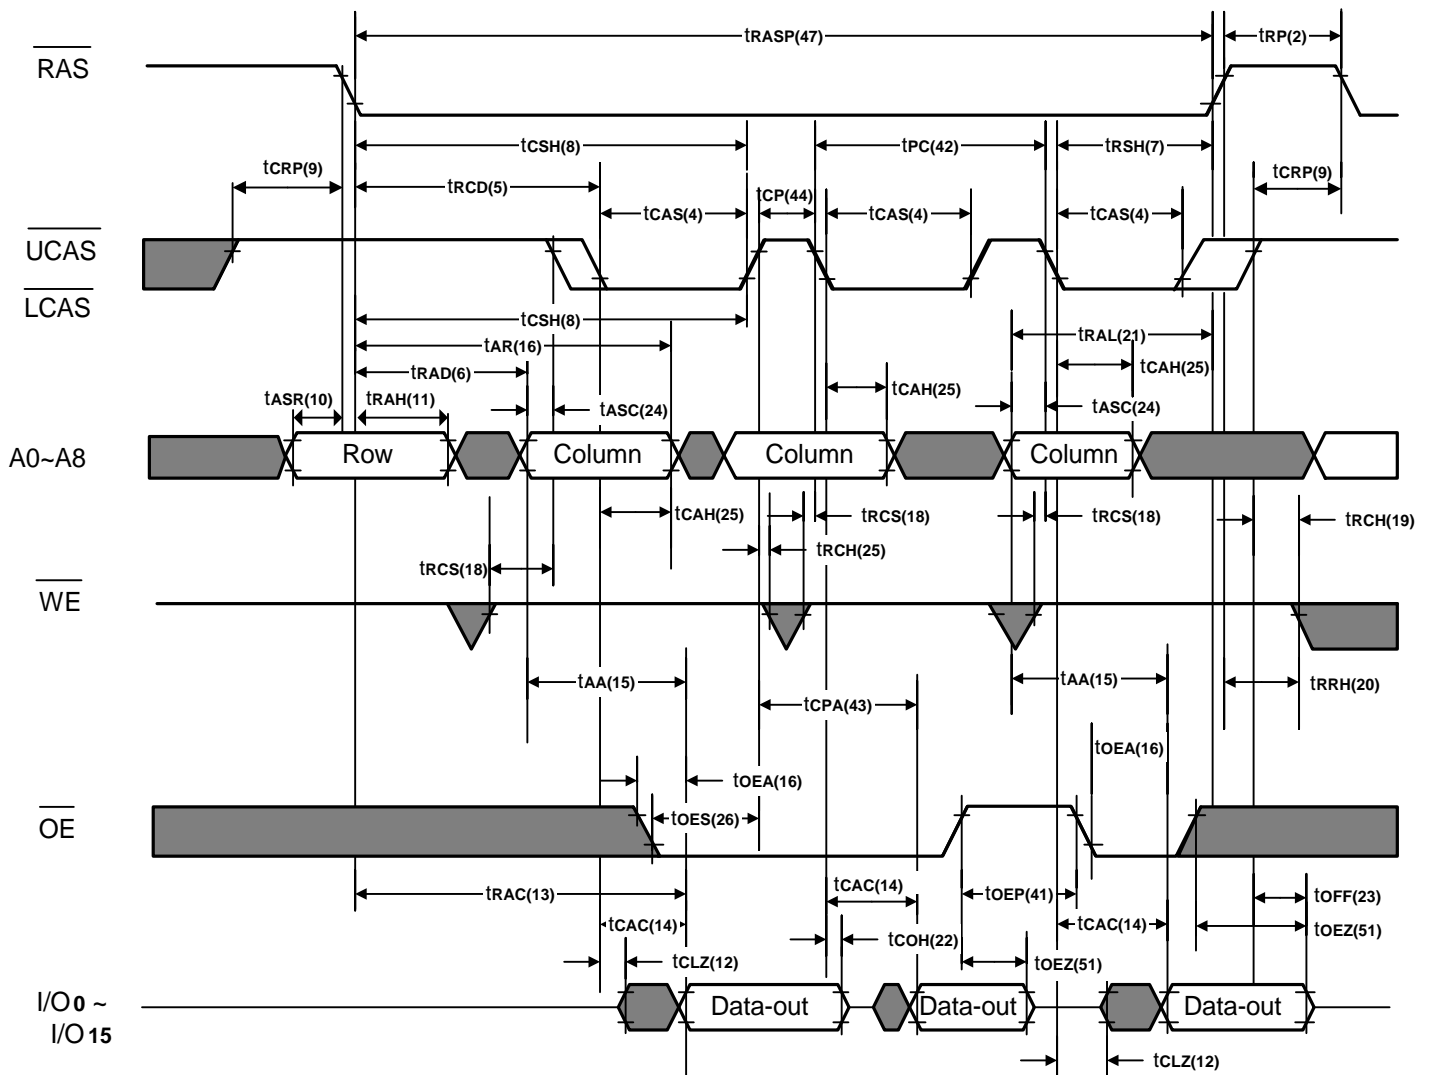 tRASP(47)
tRP(2)
RAS
tCSH(8)
tPC(42)
tRSH(7)
tCRP(9)
tRCD(5)
tCP(44)
tCRP(9)
tCAS(4)
tCAS(4)
tCAS(4)
UCAS
LCAS
tCSH(8)
tAR(16)
tRAL(21)
tRAD(6)
tCAH(25)
tCAH(25)
tASR(10)
tRAH(11)
tASC(24)
tASC(24)
A0~A8
Row
Column
Column
Column
tCAH(25)
tRCS(18)
tRCS(18)
tRCH(19)
tRCH(25)
tRCS(18)
WE
tAA(15)
tAA(15)
tRRH(20)
tCPA(43)
tOEA(16)
tOEA(16)
OE
tOES(26)
tRAC(13)
tCAC(14)
tOEP(41)
tOFF(23)
tCAC(14)
tCOH(22)
tCAC(14)
tOEZ(51)
tCLZ(12)
tOEZ(51)
I/O0 ~
I/O15
Data-out
Data-out
Data-out
tCLZ(12)